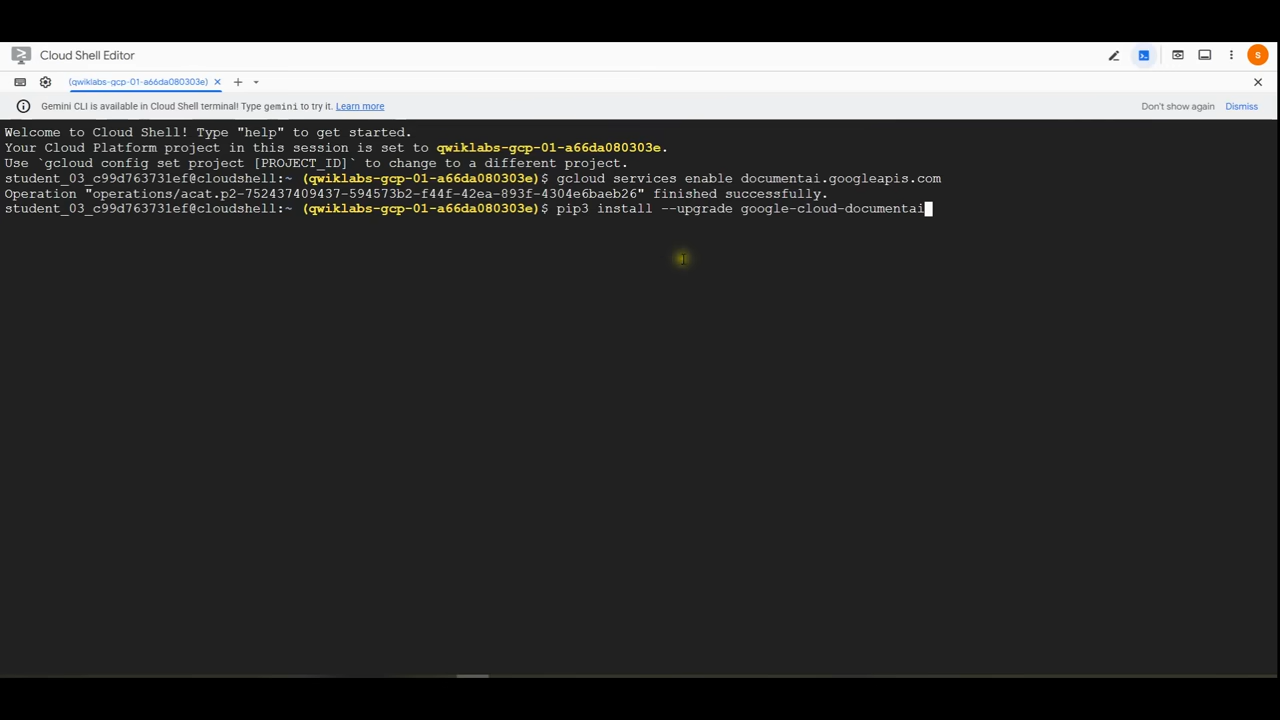 Cloud Shell Editor
S
(qwiklabs-gcp-01-a66da080303e)
Gemini CLI is available in Cloud Shell terminal! Type gemini to try it. Learn more
Don't show again
Dismiss
Welcome to Cloud Shell! Type "help" to get started.
Your Cloud Platform project in this session is set to qwiklabs-gcp-01-a66da080303e.
Use `gcloud config set project [PROJECT_ID]` to change to a different project.
student_03_c99d763731ef@cloudshell:~ (qwiklabs-gcp-01-a66da080303e)$ gcloud services enable documentai.googleapis.com
Operation "operations/acat.p2-752437409437-594573b2-f44f-42ea-893f-4304e6baeb26" finished successfully.
student_03_c99d763731ef@cloudshell:~ (qwiklabs-gcp-01-a66da080303e)$ pip3 install --upgrade google-cloud-documentai